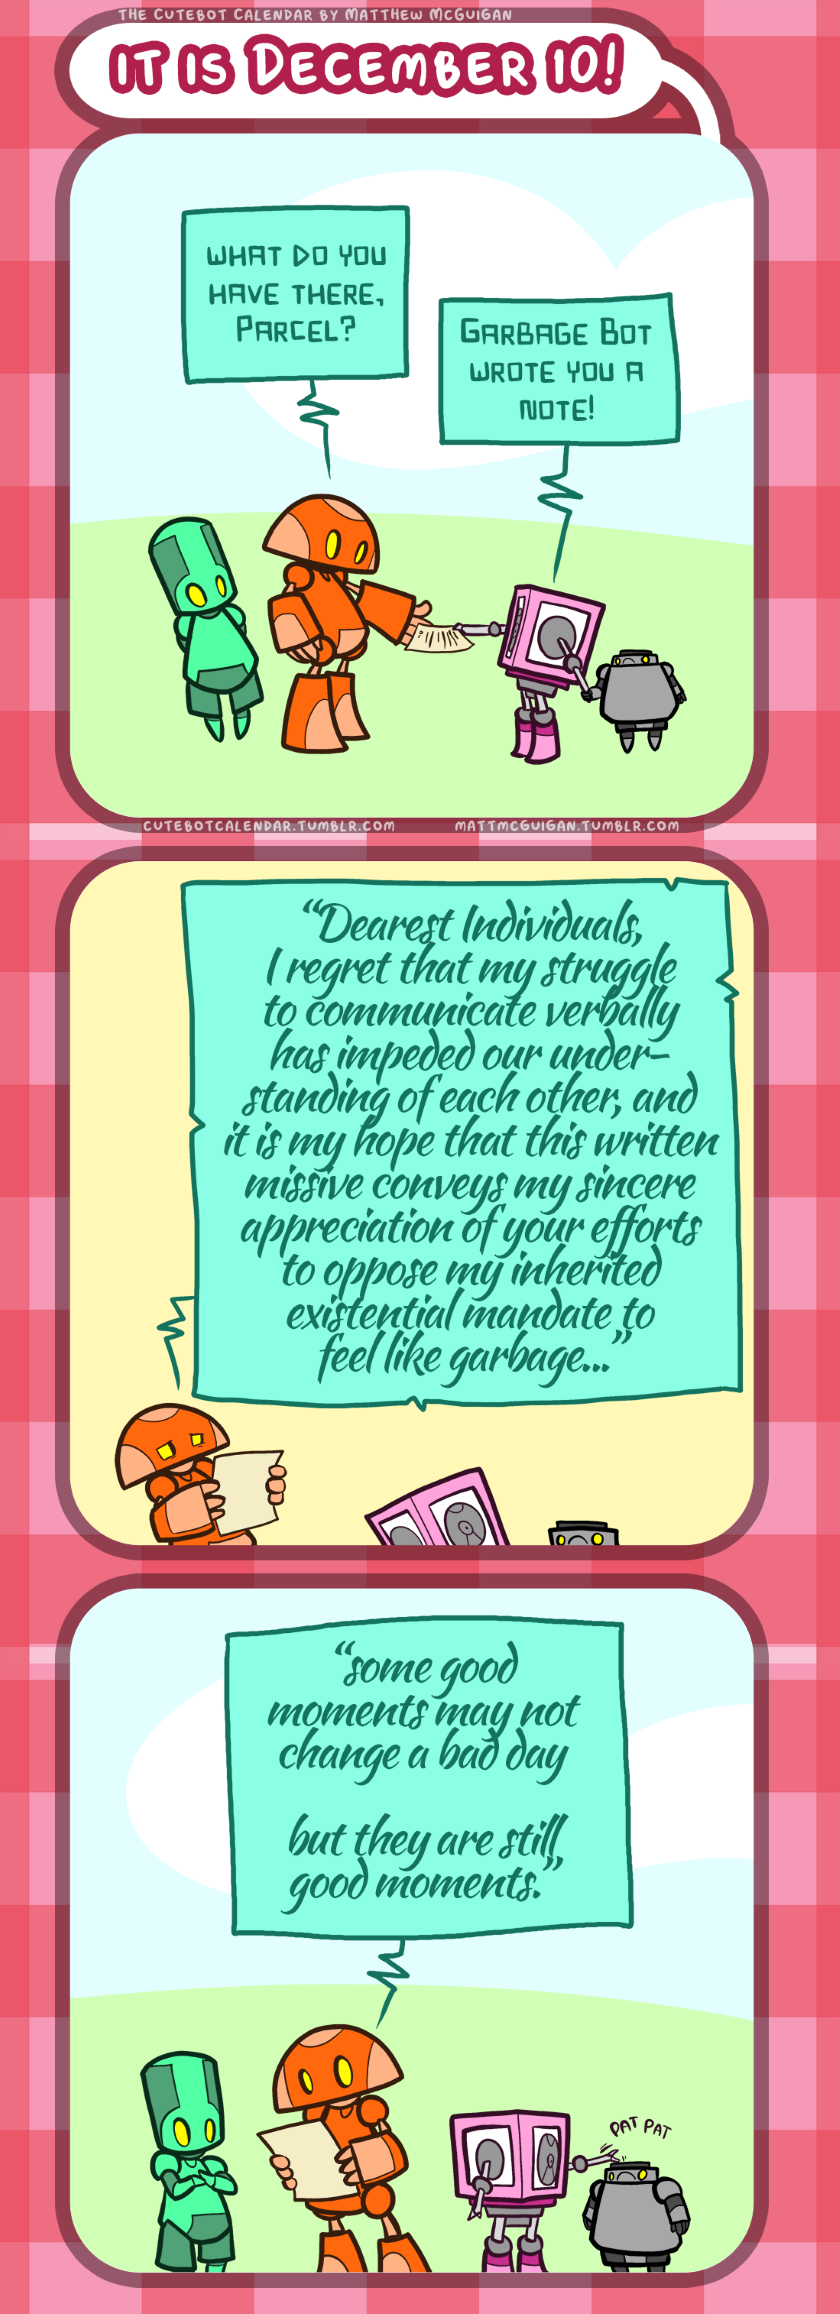 THE CUTEBOT CALENDAR BY MATTHEW MCGUIGAN
IT IS DECEMBER 10!
WHAT DO YOU
HAVE THERE,
PARCEL?
GARBAGE BOT
WROTE YOU A
NOTE!
CUTEBOTCALENDAR.TUMBLR.COM
MATTMCGUIGAN.TUMBLR.COM
“Dearest Individuals,
I regret that my struggle
to communicate verbally
has impeded our under-
standing of each other, and
it is my hope that this written
missive conveys my sincere
appreciation of your efforts
to oppose my inherited
existential mandate to
feel like garbage...”
“some good
moments may not
change a bad day
but they are still
good moments.”
PAT PAT